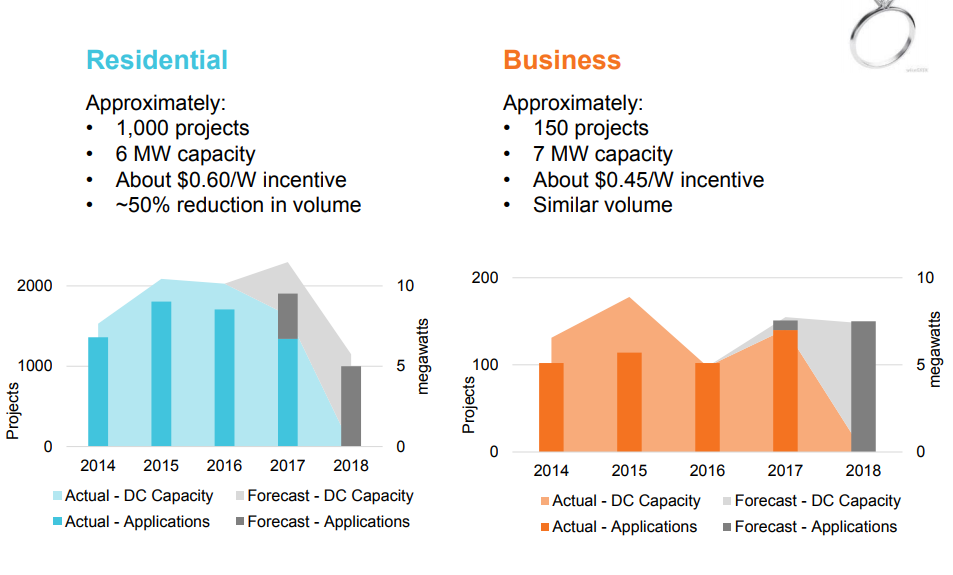 Residential
Approximately:
• 1,000 projects
• 6 MW capacity
• About $0.60/W incentive
• ~50% reduction in volume
Business
Approximately:
• 150 projects
• 7 MW capacity
• About $0.45/W incentive
• Similar volume
2000
1000
0
Projects
10
5
0
megawatts
2014 2015 2016 2017 2018
Actual - DC Capacity Forecast - DC Capacity
Actual - Applications Forecast - Applications
200
100
0
Projects
10
5
0
megawatts
2014 2015 2016 2017 2018
Actual - DC Capacity Forecast - DC Capacity
Actual - Applications Forecast - Applications